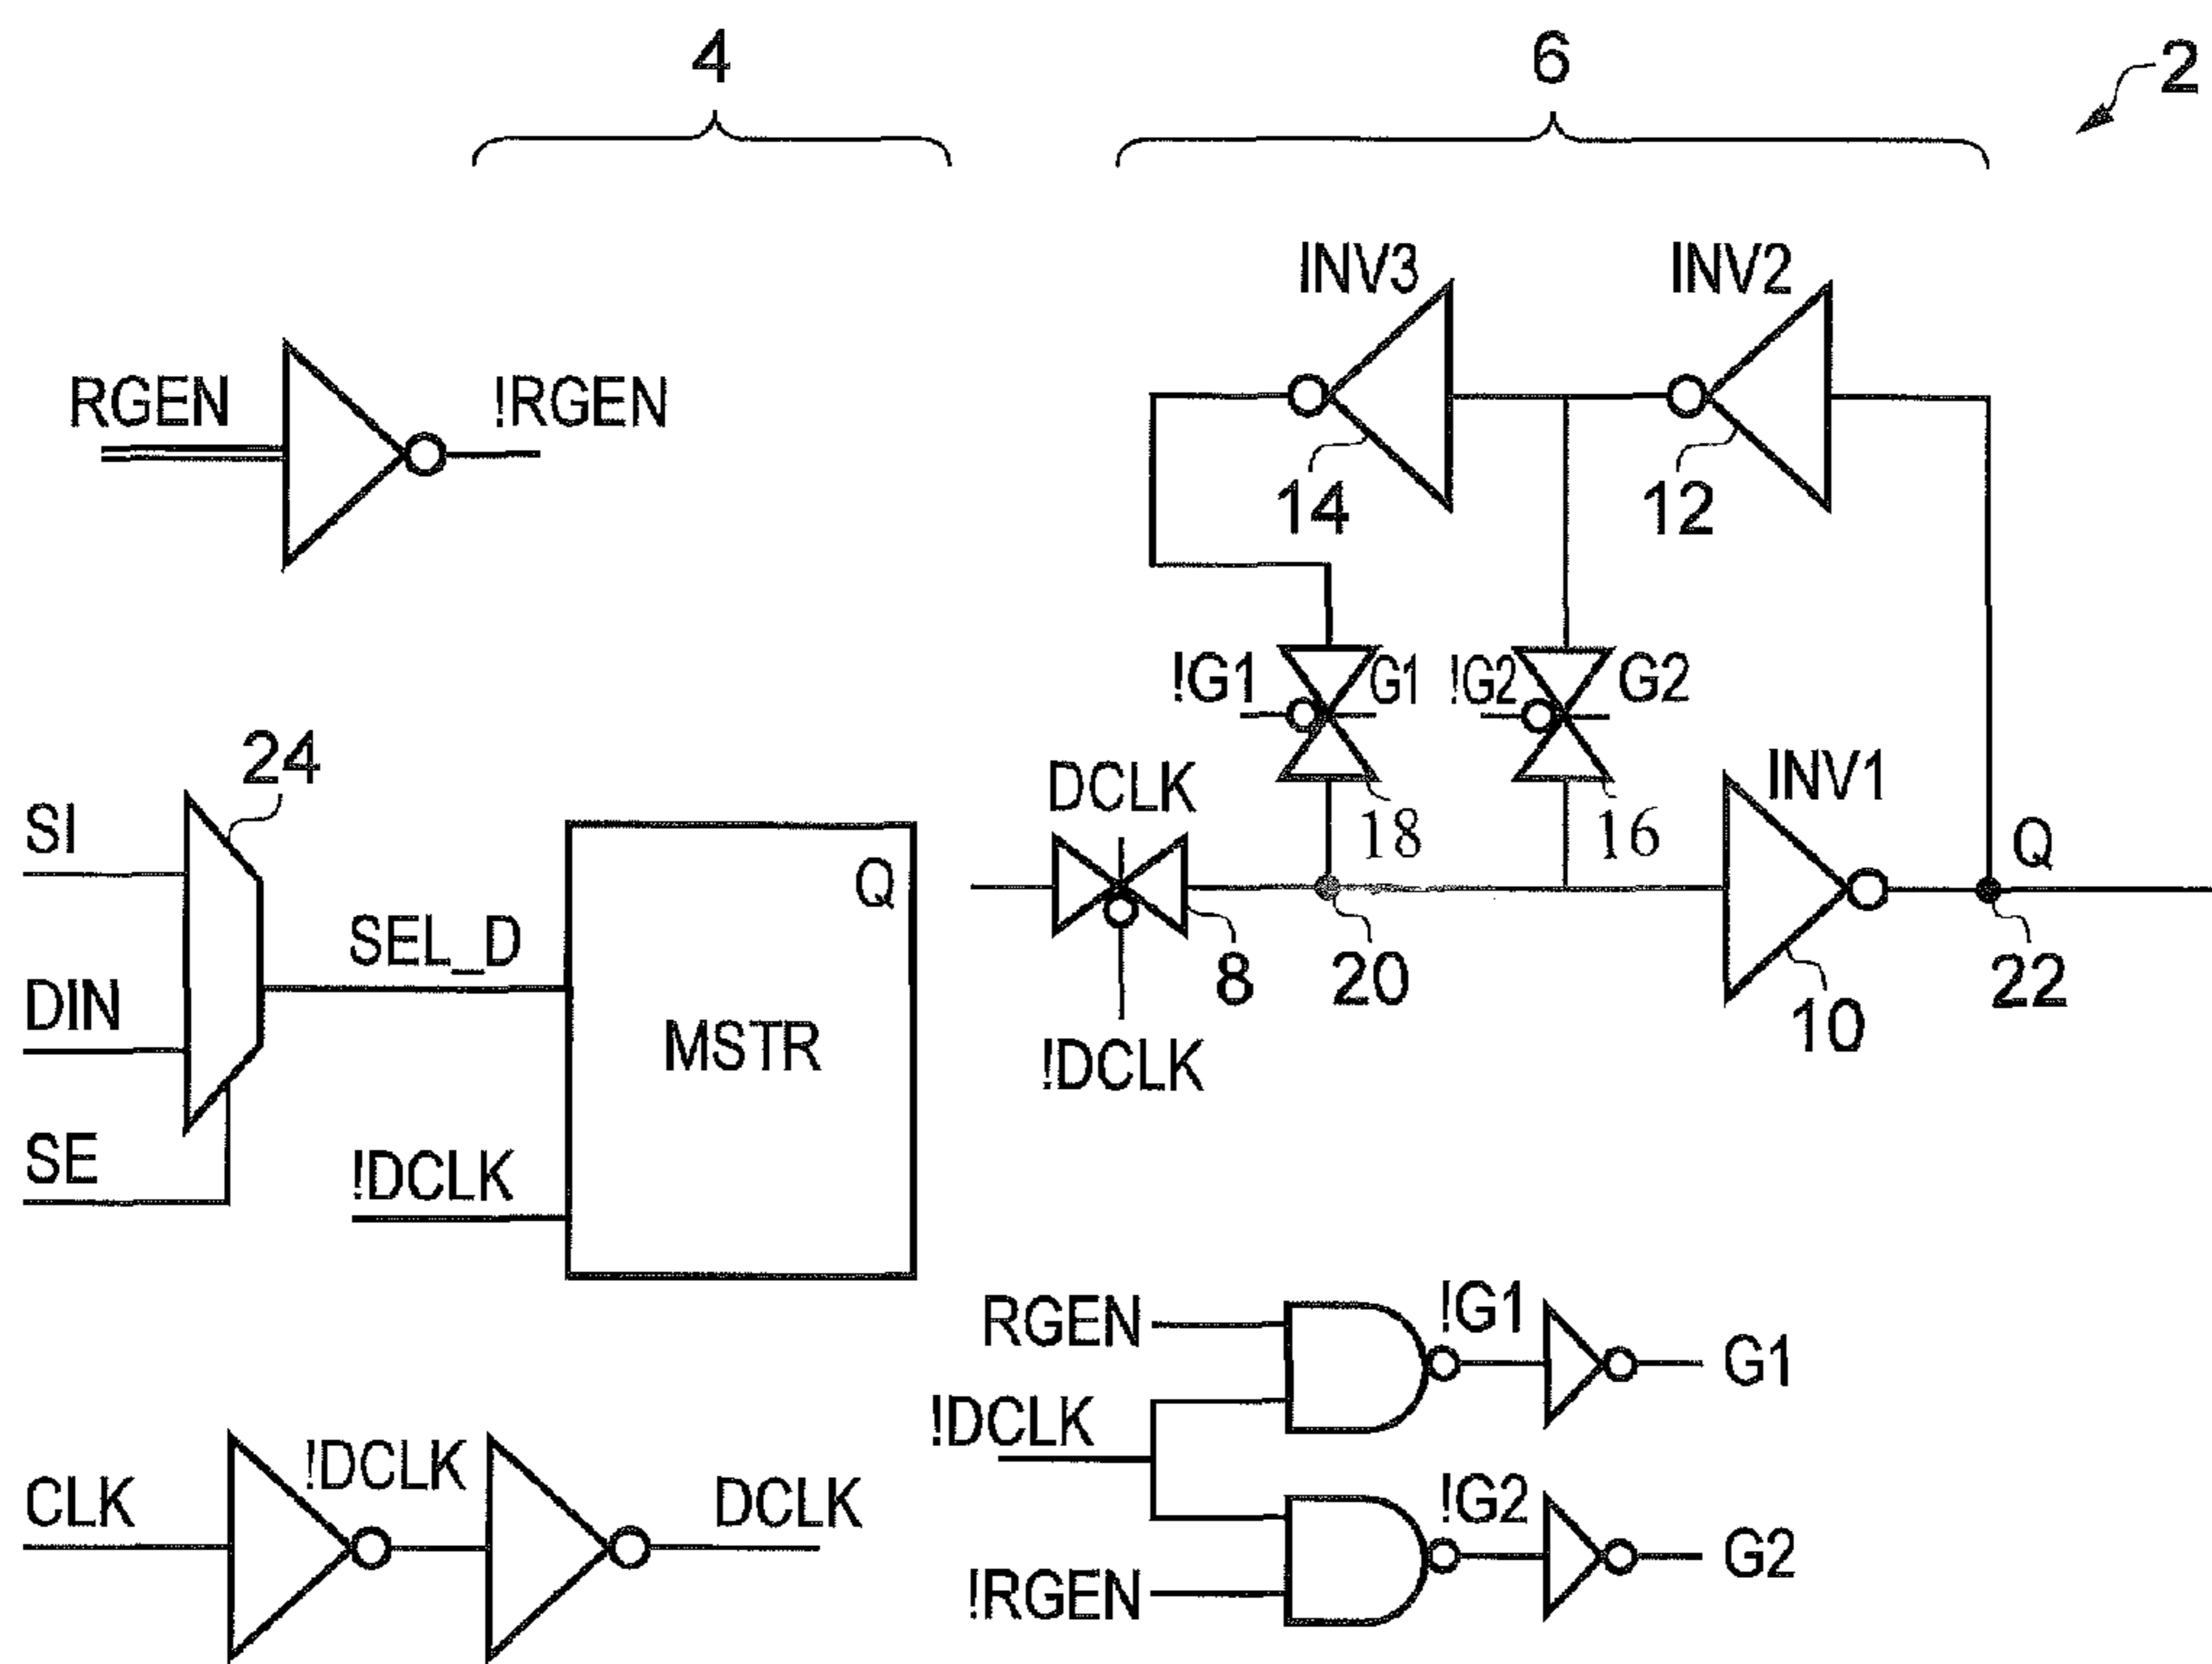 4
6
2
INV3
INV2
RGEN
!RGEN
14
12
!G1
G1
!G2
G2
24
DCLK
INV1
SI
18
16
Q
Q
SEL_D
8
20
22
DIN
10
MSTR
!DCLK
SE
!DCLK
RGEN
!G1
G1
!DCLK
!DCLK
CLK
DCLK
!G2
G2
!RGEN